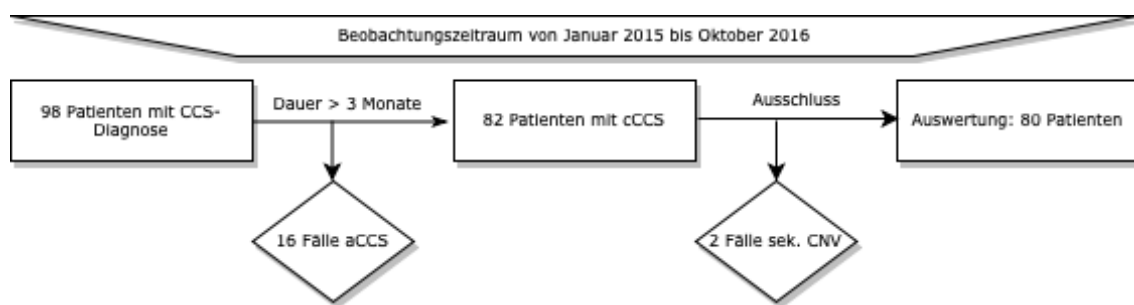 Beobachtungszeitraum von Januar 2015 bis Oktober 2016
98 Patienten mit CCS-
Diagnose
Dauer > 3 Monate
82 Patienten mit cCCS
Ausschluss
Auswertung: 80 Patienten
16 Fälle aCCS
2 Fälle sek. CNV